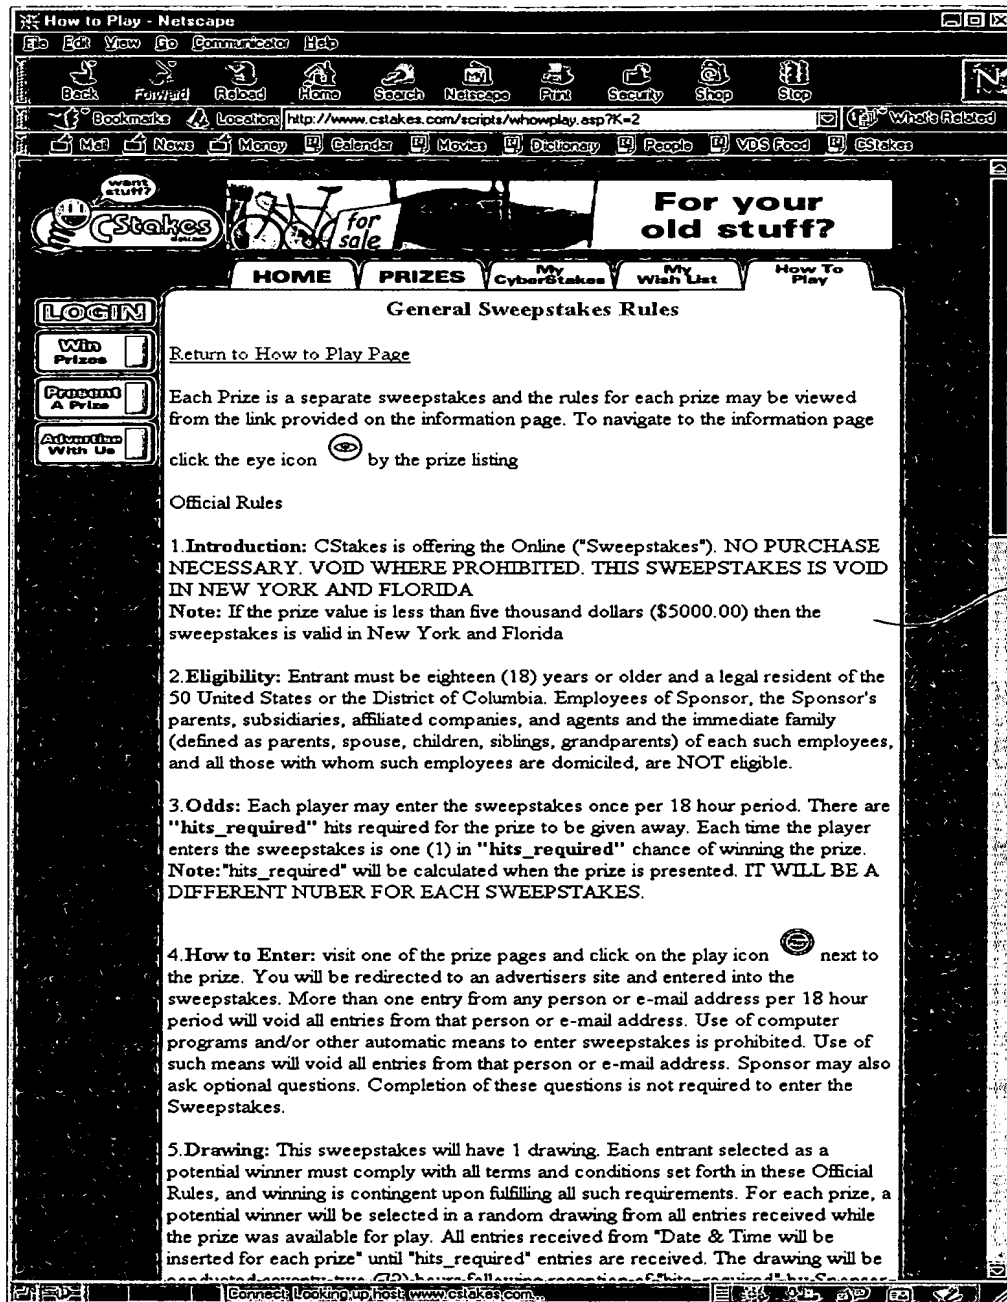 How to Play - Netscape
File Edit View Go Communicator Help
Back Forward Reload Home Search Netscape Print Security Shop Stop
Bookmarks Location: http://www.cstakes.com/scripts/whowplay.asp?K=2 What's Related
Mail News Money Calendar Movies Dictionary People VDS Food CStakes
want stuff?
CStakes
dotcom
for sale
For your
old stuff?
HOME PRIZES My CyberStakes My Wish List How To Play
LOGIN
Win Prizes
Present A Prize
Advertise With Us
General Sweepstakes Rules
Return to How to Play Page
Each Prize is a separate sweepstakes and the rules for each prize may be viewed
from the link provided on the information page. To navigate to the information page
click the eye icon by the prize listing
Official Rules
1.Introduction: CStakes is offering the Online ("Sweepstakes"). NO PURCHASE
NECESSARY. VOID WHERE PROHIBITED. THIS SWEEPSTAKES IS VOID
IN NEW YORK AND FLORIDA
Note: If the prize value is less than five thousand dollars ($5000.00) then the
sweepstakes is valid in New York and Florida
2.Eligibility: Entrant must be eighteen (18) years or older and a legal resident of the
50 United States or the District of Columbia. Employees of Sponsor, the Sponsor's
parents, subsidiaries, affiliated companies, and agents and the immediate family
(defined as parents, spouse, children, siblings, grandparents) of each such employees,
and all those with whom such employees are domiciled, are NOT eligible.
3.Odds: Each player may enter the sweepstakes once per 18 hour period. There are
"hits_required" hits required for the prize to be given away. Each time the player
enters the sweepstakes is one (1) in "hits_required" chance of winning the prize.
Note:"hits_required" will be calculated when the prize is presented. IT WILL BE A
DIFFERENT NUBER FOR EACH SWEEPSTAKES.
4.How to Enter: visit one of the prize pages and click on the play icon next to
the prize. You will be redirected to an advertisers site and entered into the
sweepstakes. More than one entry from any person or e-mail address per 18 hour
period will void all entries from that person or e-mail address. Use of computer
programs and/or other automatic means to enter sweepstakes is prohibited. Use of
such means will void all entries from that person or e-mail address. Sponsor may also
ask optional questions. Completion of these questions is not required to enter the
Sweepstakes.
5.Drawing: This sweepstakes will have 1 drawing. Each entrant selected as a
potential winner must comply with all terms and conditions set forth in these Official
Rules, and winning is contingent upon fulfilling all such requirements. For each prize, a
potential winner will be selected in a random drawing from all entries received while
the prize was available for play. All entries received from "Date & Time will be
inserted for each prize" until "hits_required" entries are received. The drawing will be
conducted seventy-two (72) hours following reception of "hits_required" by Sponsor
Connect: Looking up host: www.cstakes.com...